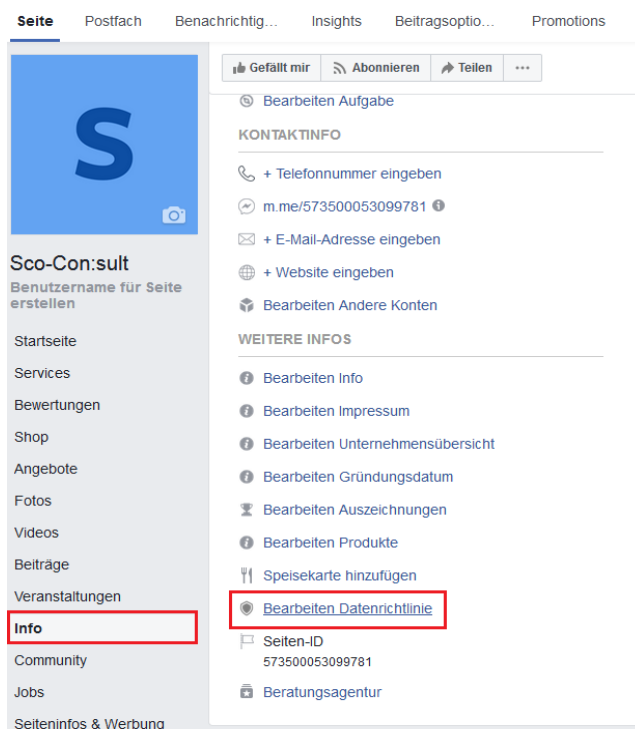 Seite Postfach Benachrichtig... Insights Beitragsoptio... Promotions
S
Sco-Con:sult
Benutzername für Seite
erstellen
Startseite
Services
Bewertungen
Shop
Angebote
Fotos
Videos
Beiträge
Veranstaltungen
Info
Community
Jobs
Seiteninfos & Werbung
Gefällt mir Abonnieren Teilen ...
Bearbeiten Aufgabe
KONTAKTINFO
+ Telefonnummer eingeben
m.me/573500053099781
+ E-Mail-Adresse eingeben
+ Website eingeben
Bearbeiten Andere Konten
WEITERE INFOS
Bearbeiten Info
Bearbeiten Impressum
Bearbeiten Unternehmensübersicht
Bearbeiten Gründungsdatum
Bearbeiten Auszeichnungen
Bearbeiten Produkte
Speisekarte hinzufügen
Bearbeiten Datenrichtlinie
Seiten-ID
573500053099781
Beratungsagentur